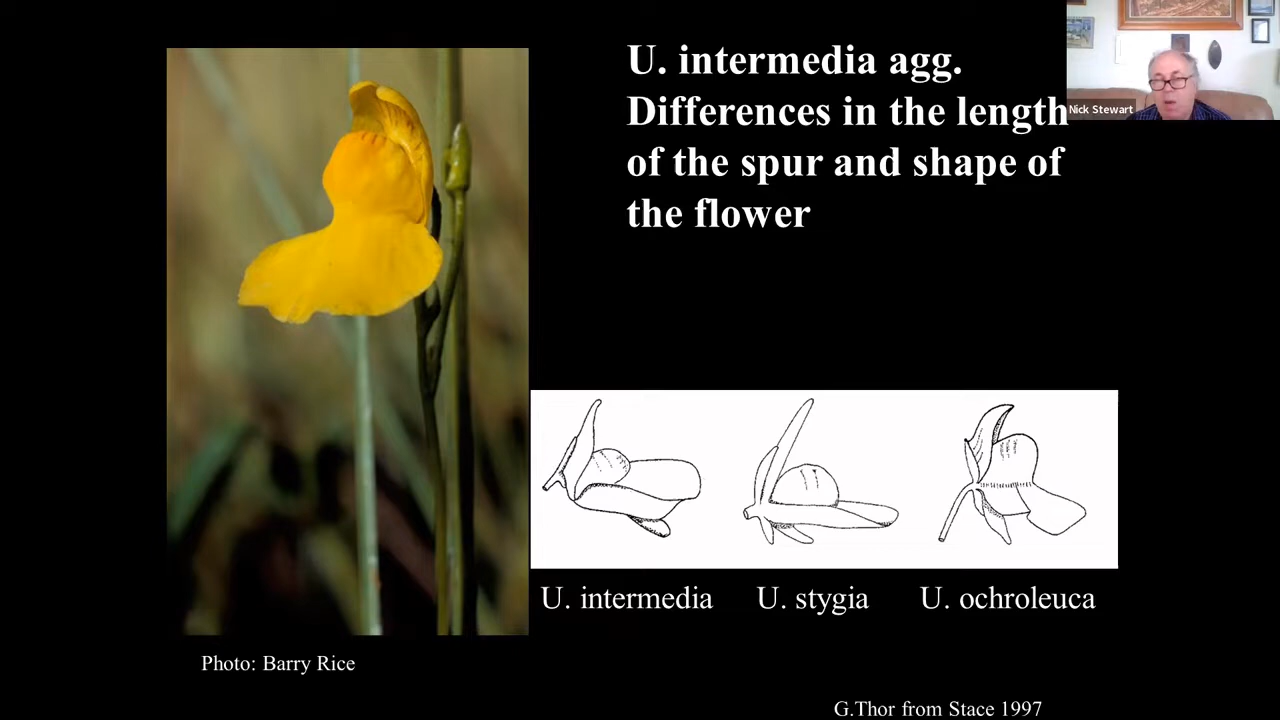 U. intermedia agg.
Differences in the length
of the spur and shape of
the flower
Nick Stewart
U. intermedia
U. stygia
U. ochroleuca
Photo: Barry Rice
G.Thor from Stace 1997